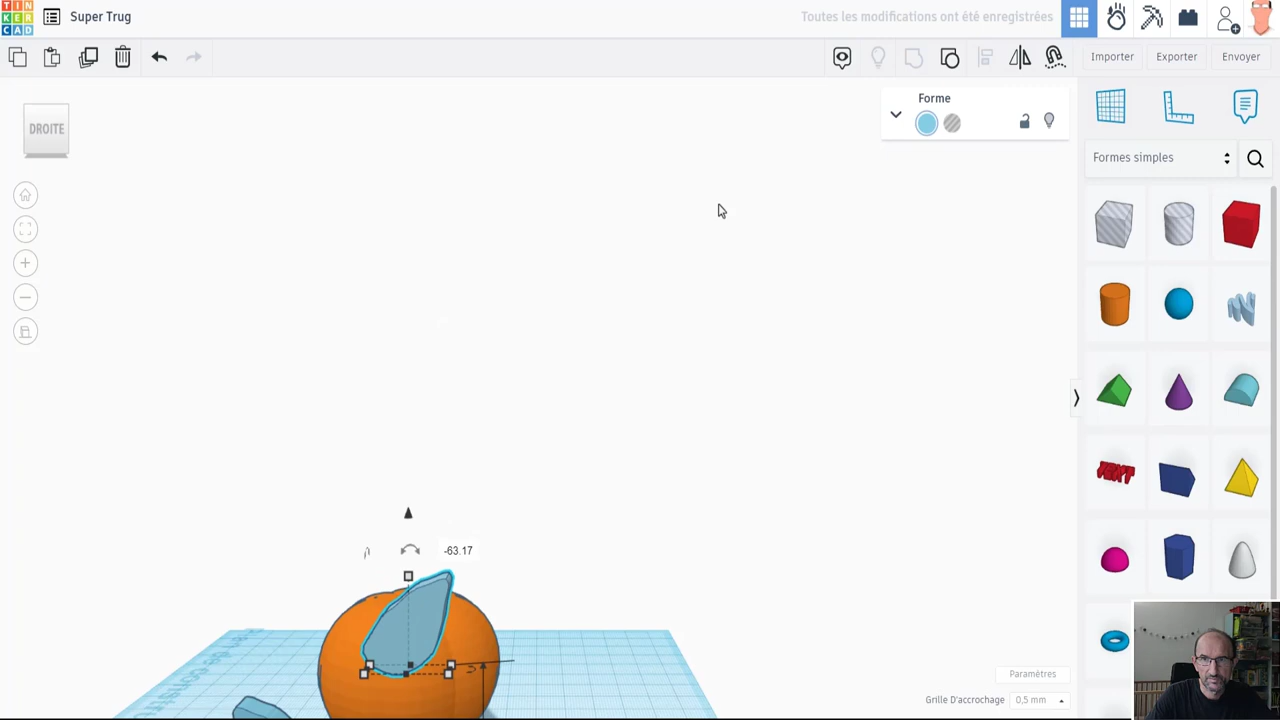 TIN
KER
CAD
Super Trug
Toutes les modifications ont été enregistrées
Importer
Exporter
Envoyer
DROITE
Forme
Formes simples
TEXT
-63.17
Paramètres
Grille D'accrochage
0,5 mm